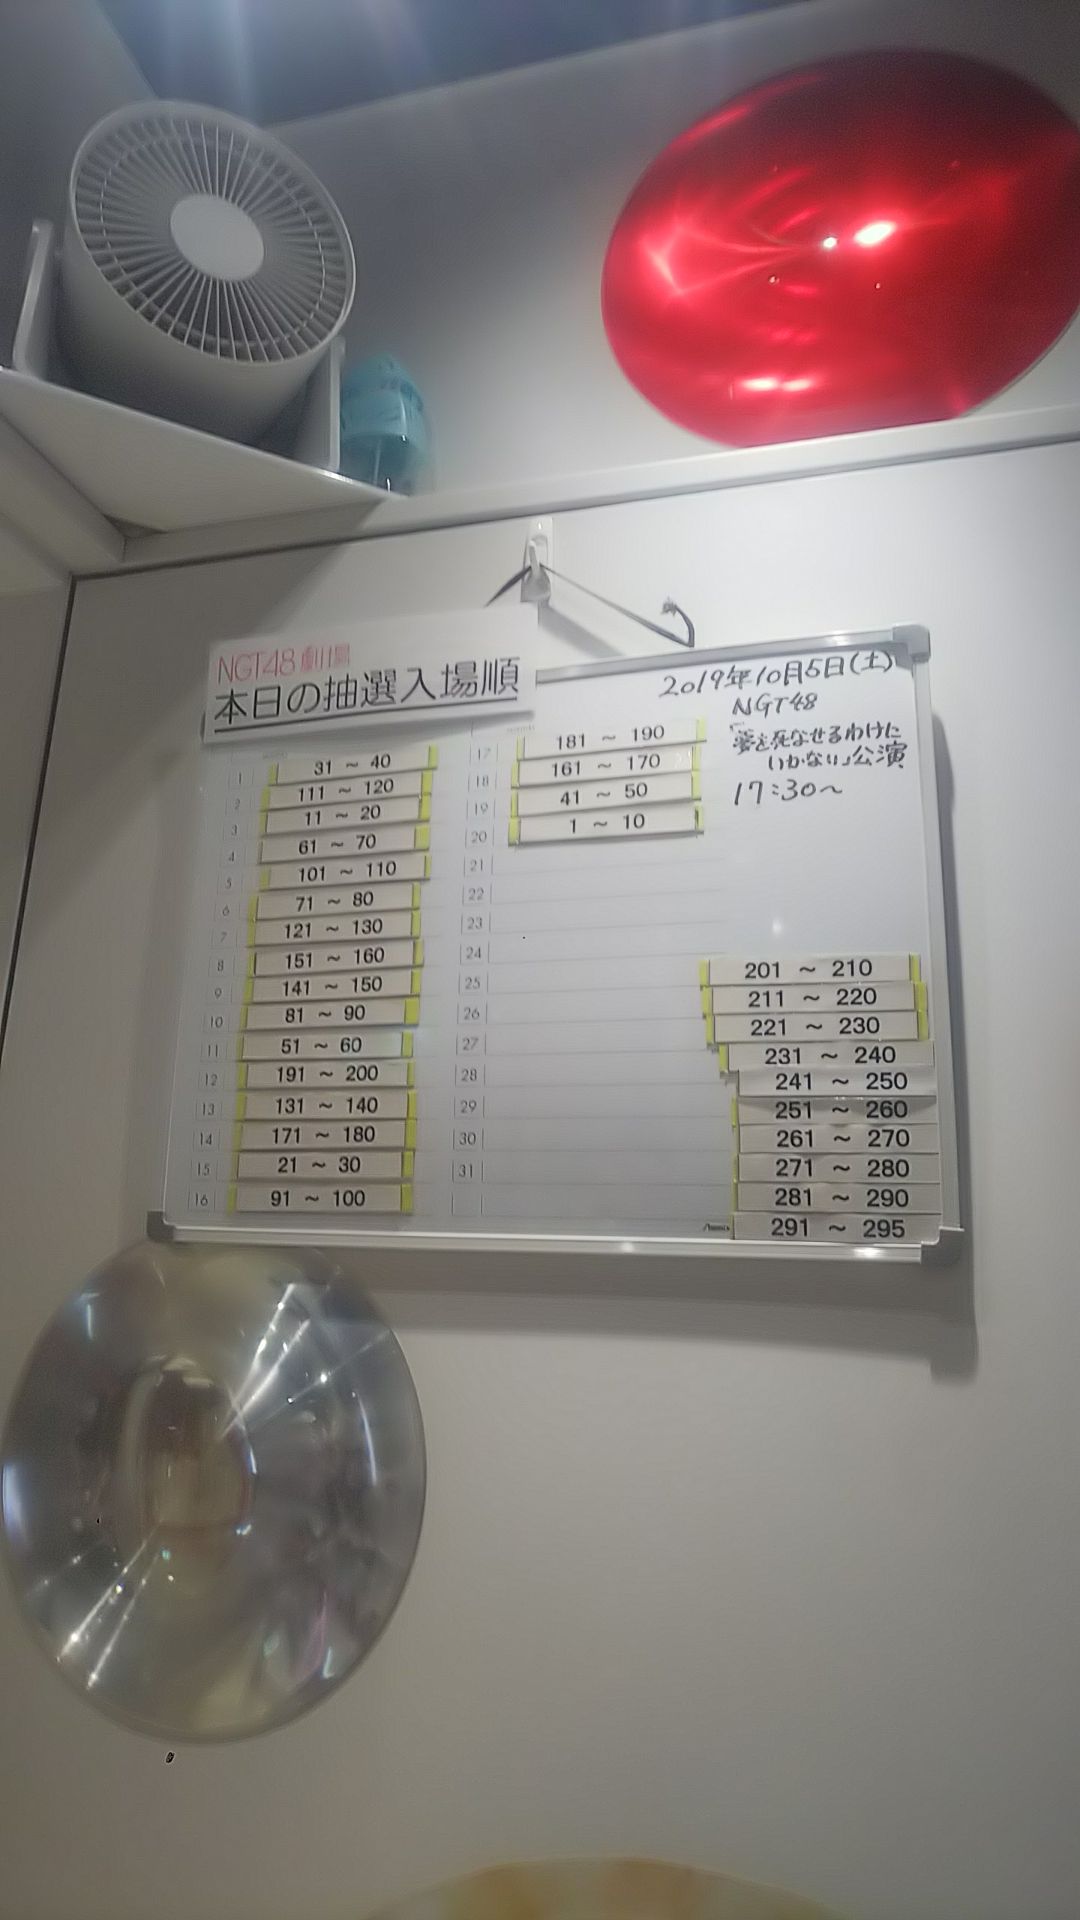 NGT48劇場
本日の抽選入場順
2019年10月5日(土)
NGT48
「夢を死なせるわけに
いかない」公演
17:30～
1 31 ～ 40
2 111 ～ 120
3 11 ～ 20
4 61 ～ 70
5 101 ～ 110
6 71 ～ 80
7 121 ～ 130
8 151 ～ 160
9 141 ～ 150
10 81 ～ 90
11 51 ～ 60
12 191 ～ 200
13 131 ～ 140
14 171 ～ 180
15 21 ～ 30
16 91 ～ 100
17 181 ～ 190
18 161 ～ 170
19 41 ～ 50
20 1 ～ 10
21
22
23
24
25
26
27
28
29
30
31
201 ～ 210
211 ～ 220
221 ～ 230
231 ～ 240
241 ～ 250
251 ～ 260
261 ～ 270
271 ～ 280
281 ～ 290
291 ～ 295